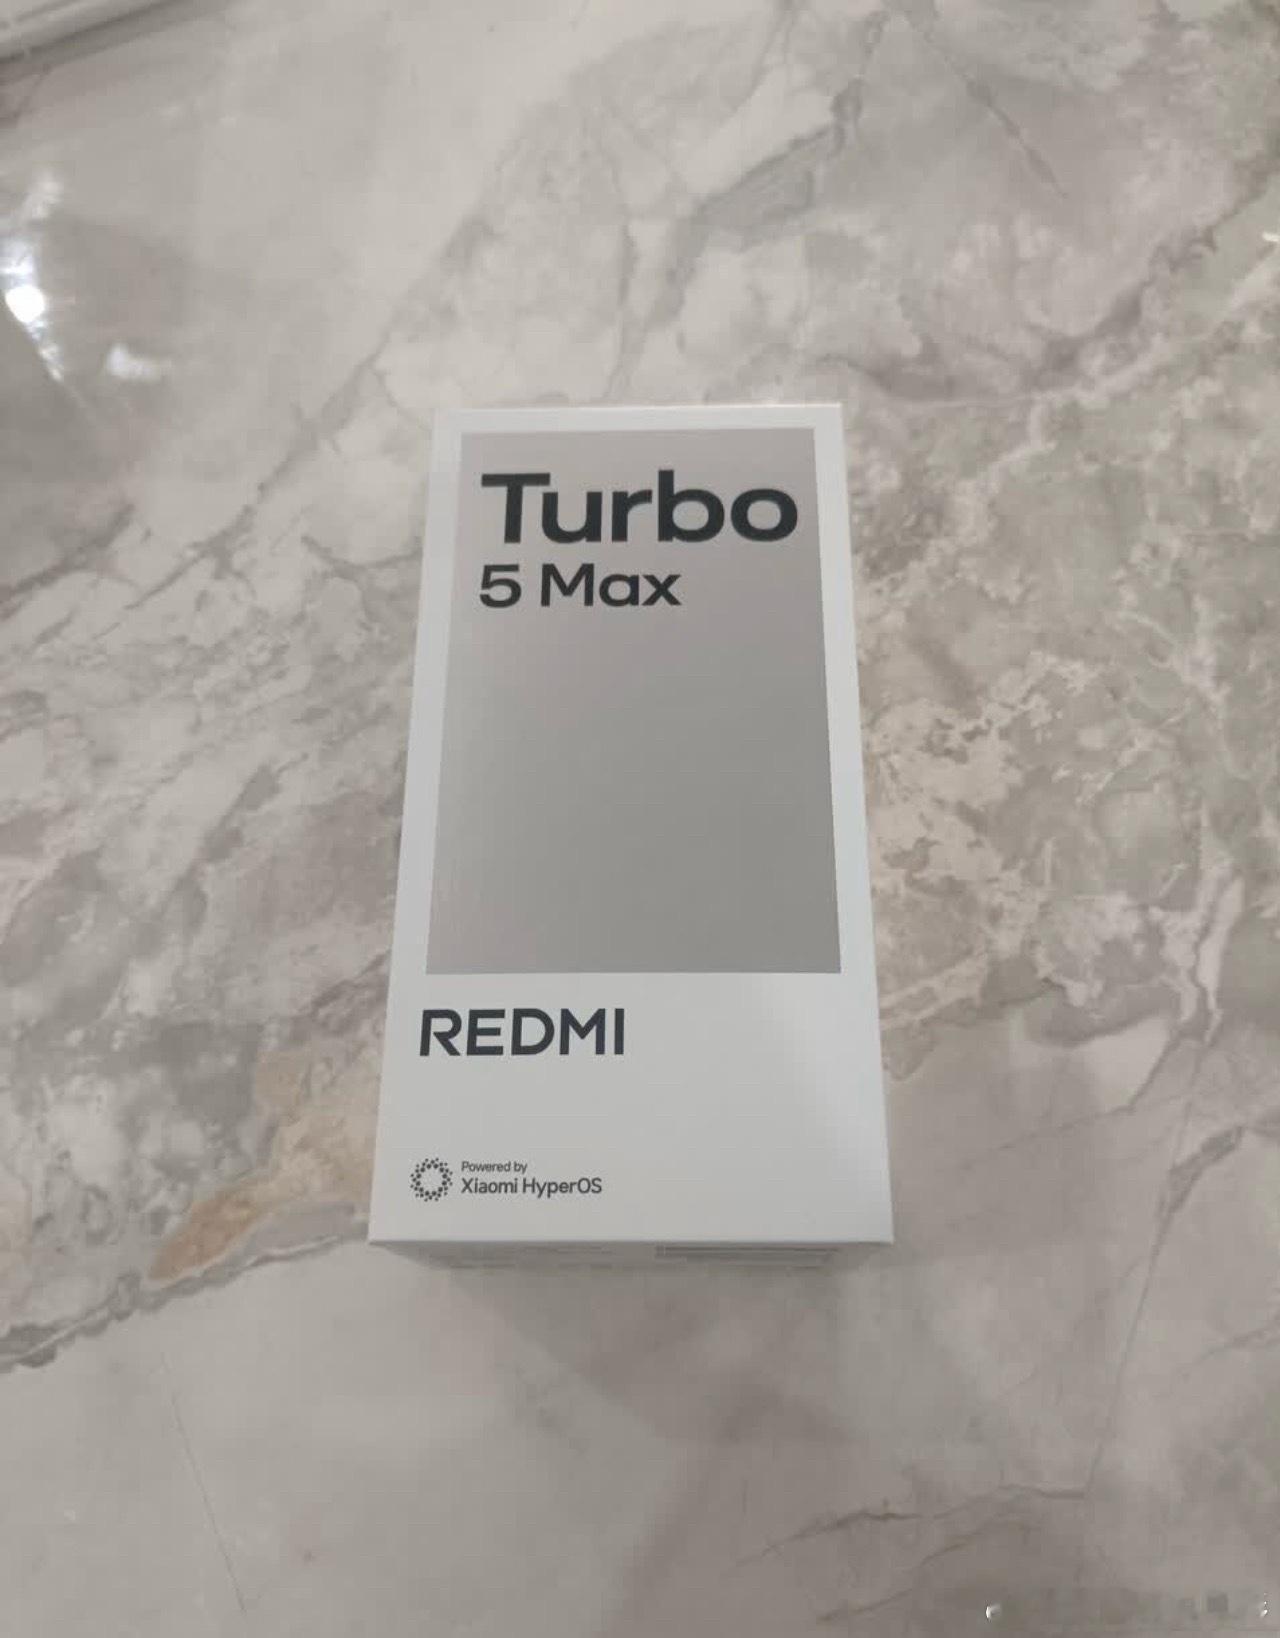 Turbo
5 Max
REDMI
Powered by
Xiaomi HyperOS